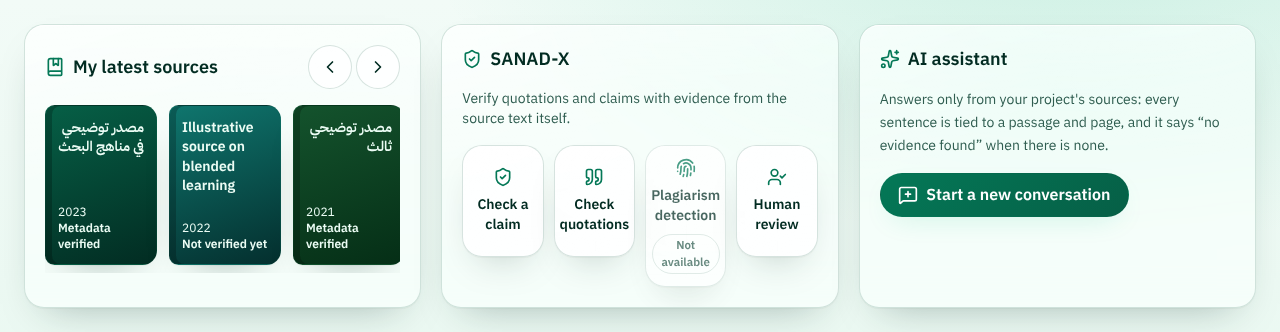 My latest sources
مصدر توضيحي
في مناهج البحث
2023
Metadata
verified
Illustrative
source on
blended
learning
2022
Not verified yet
مصدر توضيحي
ثالث
2021
Metadata
verified
SANAD-X
Verify quotations and claims with evidence from the
source text itself.
Check a
claim
Check
quotations
Plagiarism
detection
Not
available
Human
review
AI assistant
Answers only from your project's sources: every
sentence is tied to a passage and page, and it says “no
evidence found” when there is none.
Start a new conversation